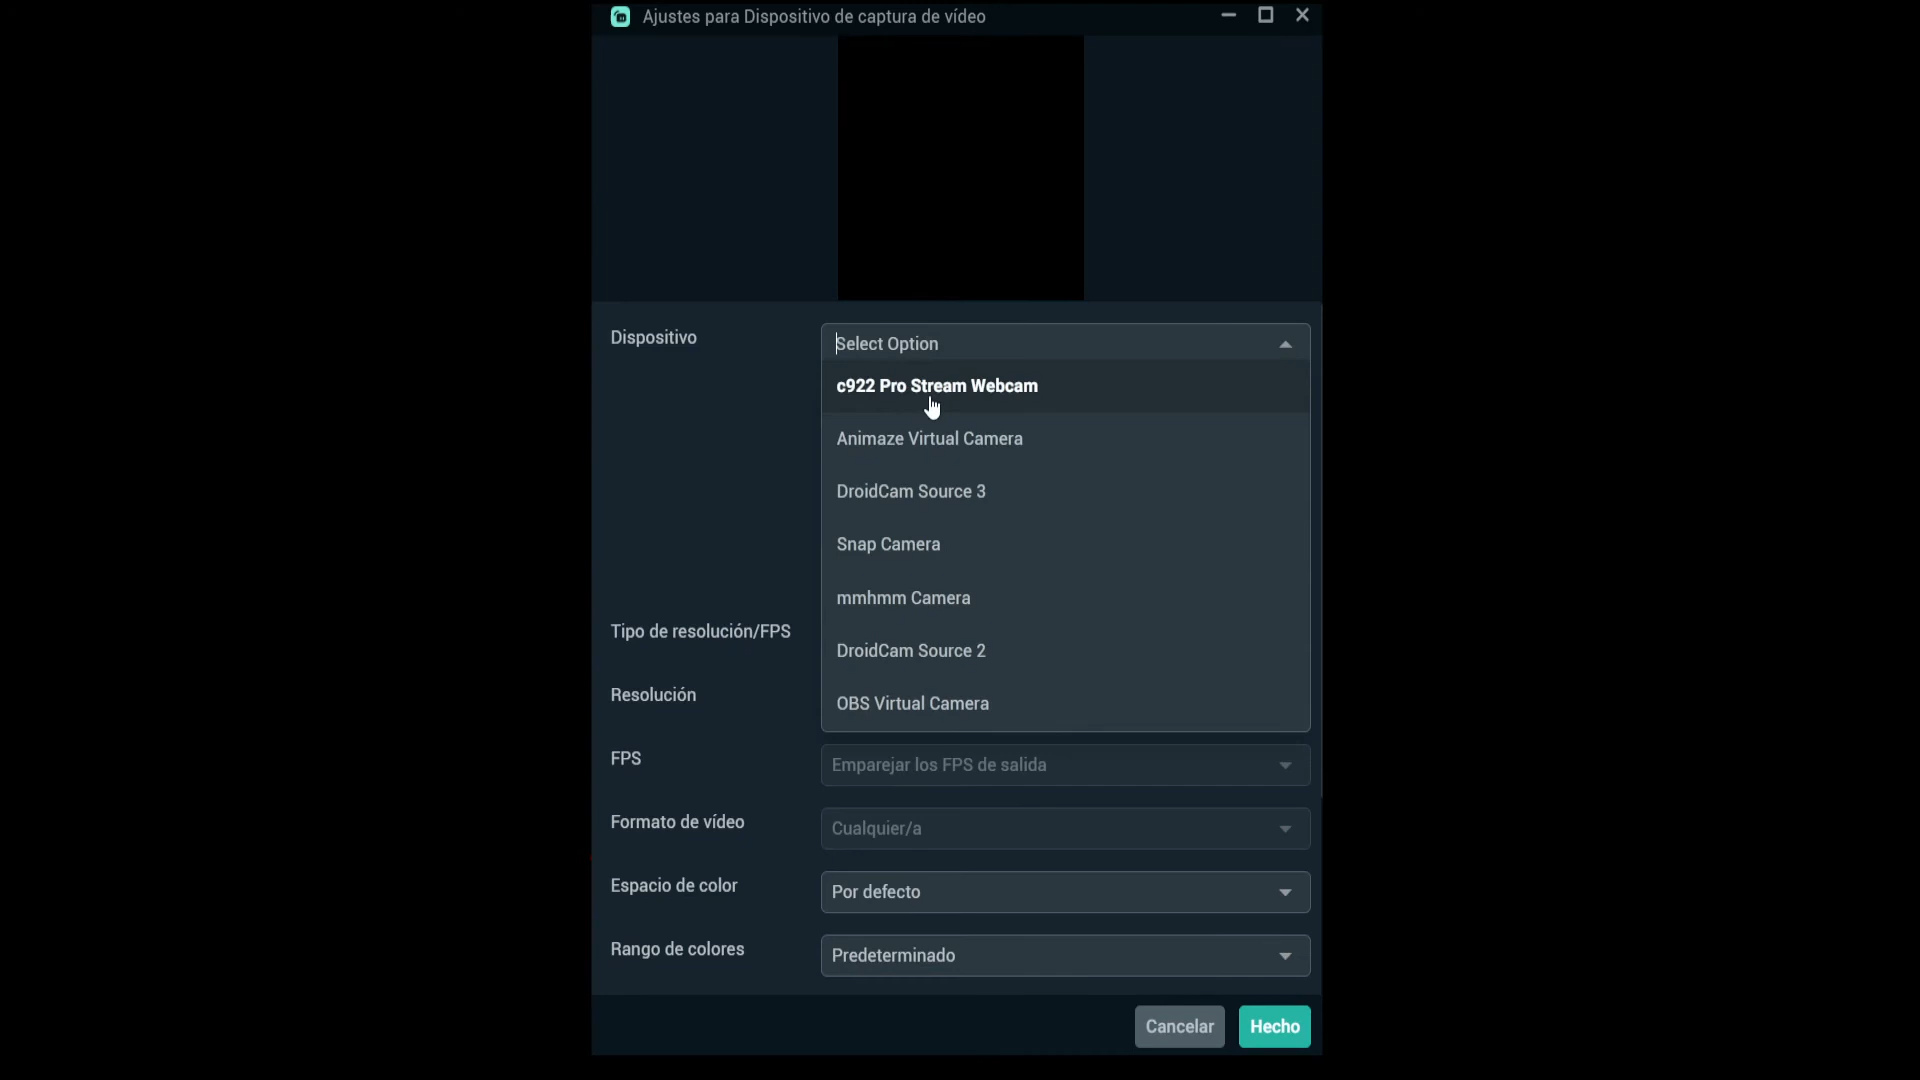 Ajustes para Dispositivo de captura de vídeo
Dispositivo
Select Option
c922 Pro Stream Webcam
Animaze Virtual Camera
DroidCam Source 3
Snap Camera
mmhmm Camera
DroidCam Source 2
OBS Virtual Camera
Tipo de resolución/FPS
Resolución
FPS
Emparejar los FPS de salida
Formato de vídeo
Cualquier/a
Espacio de color
Por defecto
Rango de colores
Predeterminado
Cancelar
Hecho